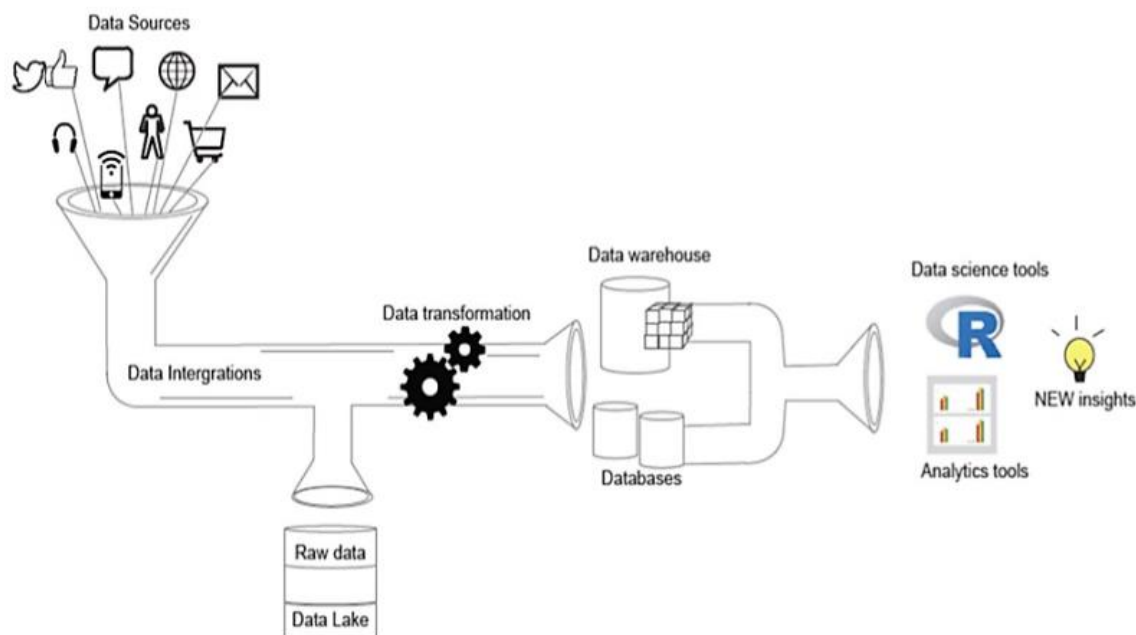 Data Sources
Data warehouse
Data science tools
Data transformation
R
Data Intergrations
NEW insights
Databases
Analytics tools
Raw data
Data Lake